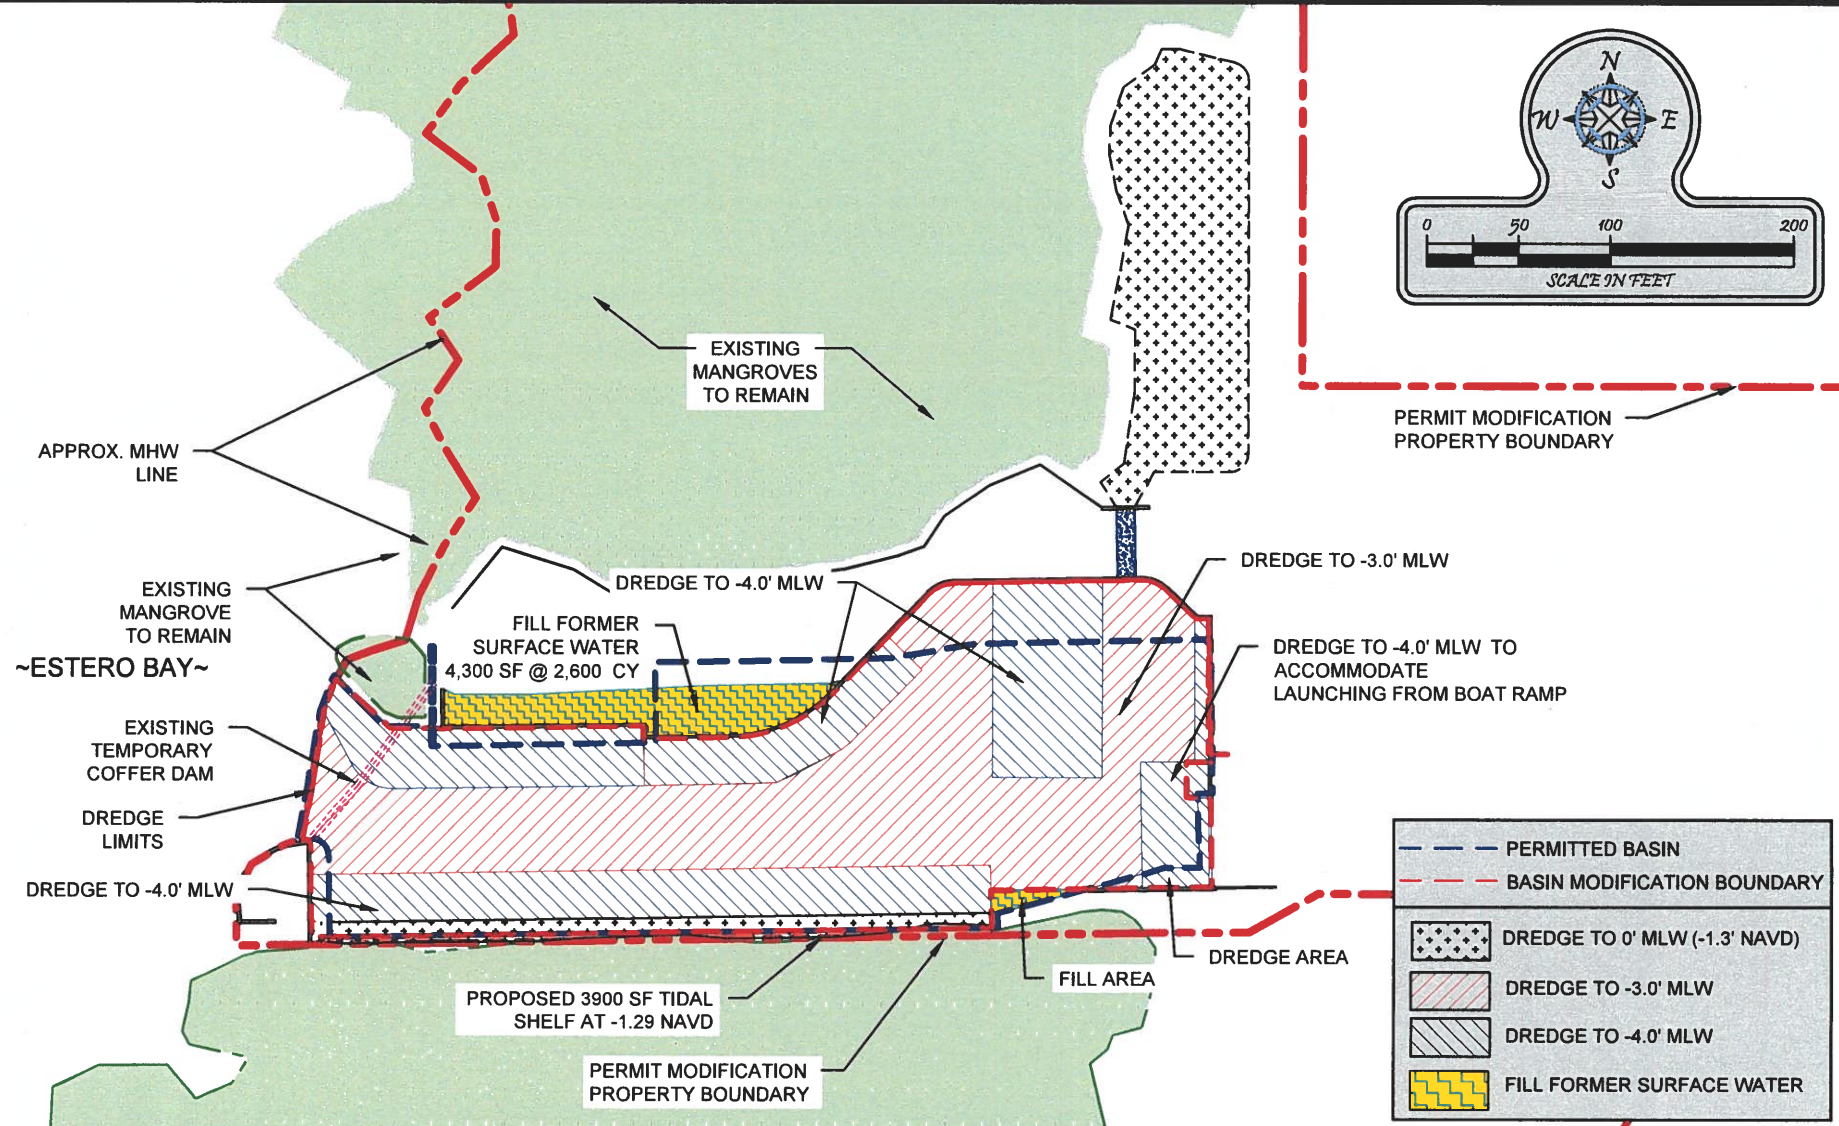 N
W E
S
0 50 100 200
SCALE IN FEET
EXISTING
MANGROVES
TO REMAIN
PERMIT MODIFICATION
PROPERTY BOUNDARY
APPROX. MHW
LINE
DREDGE TO -3.0' MLW
DREDGE TO -4.0' MLW
EXISTING
MANGROVE
TO REMAIN
FILL FORMER
SURFACE WATER
4,300 SF @ 2,600 CY
DREDGE TO -4.0' MLW TO
ACCOMMODATE
LAUNCHING FROM BOAT RAMP
~ESTERO BAY~
EXISTING
TEMPORARY
COFFER DAM
DREDGE
LIMITS
DREDGE TO -4.0' MLW
DREDGE AREA
FILL AREA
PROPOSED 3900 SF TIDAL
SHELF AT -1.29 NAVD
PERMIT MODIFICATION
PROPERTY BOUNDARY
PERMITTED BASIN
BASIN MODIFICATION BOUNDARY
DREDGE TO 0' MLW (-1.3' NAVD)
DREDGE TO -3.0' MLW
DREDGE TO -4.0' MLW
FILL FORMER SURFACE WATER